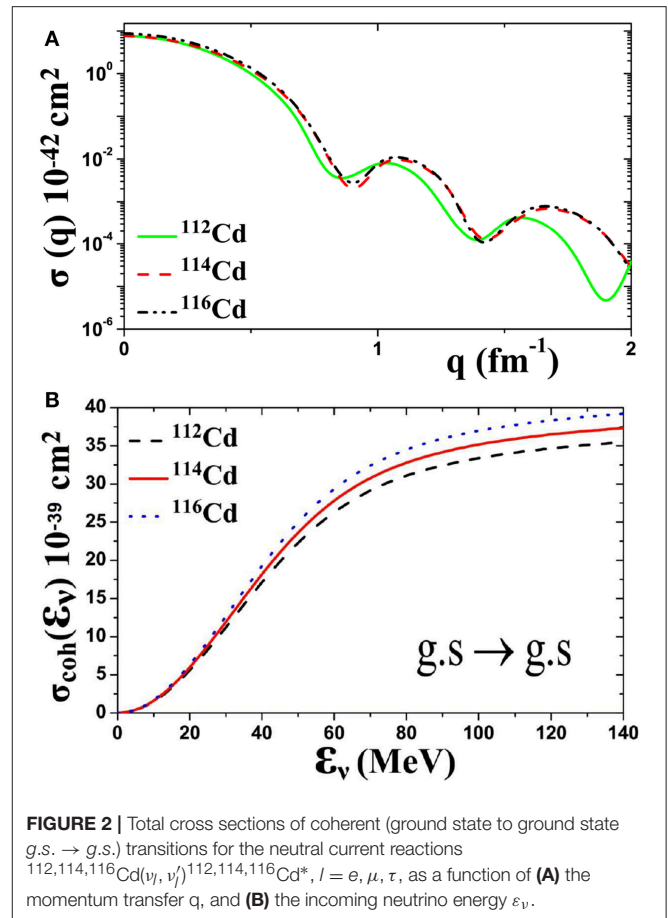 A
σ (q) 10⁻⁴² cm²
10⁰
10⁻²
10⁻⁴
10⁻⁶
¹¹²Cd
¹¹⁴Cd
¹¹⁶Cd
0 1 2
q (fm⁻¹)
B
σcoh(εν) 10⁻³⁹ cm²
40
35
30
25
20
15
10
5
0
¹¹²Cd
¹¹⁴Cd
¹¹⁶Cd
g.s → g.s
0 20 40 60 80 100 120 140
εν (MeV)
FIGURE 2 | Total cross sections of coherent (ground state to ground state
g.s. → g.s.) transitions for the neutral current reactions
¹¹²,¹¹⁴,¹¹⁶Cd(νl, νl′)¹¹²,¹¹⁴,¹¹⁶Cd*, l = e, μ, τ, as a function of (A) the
momentum transfer q, and (B) the incoming neutrino energy εν.